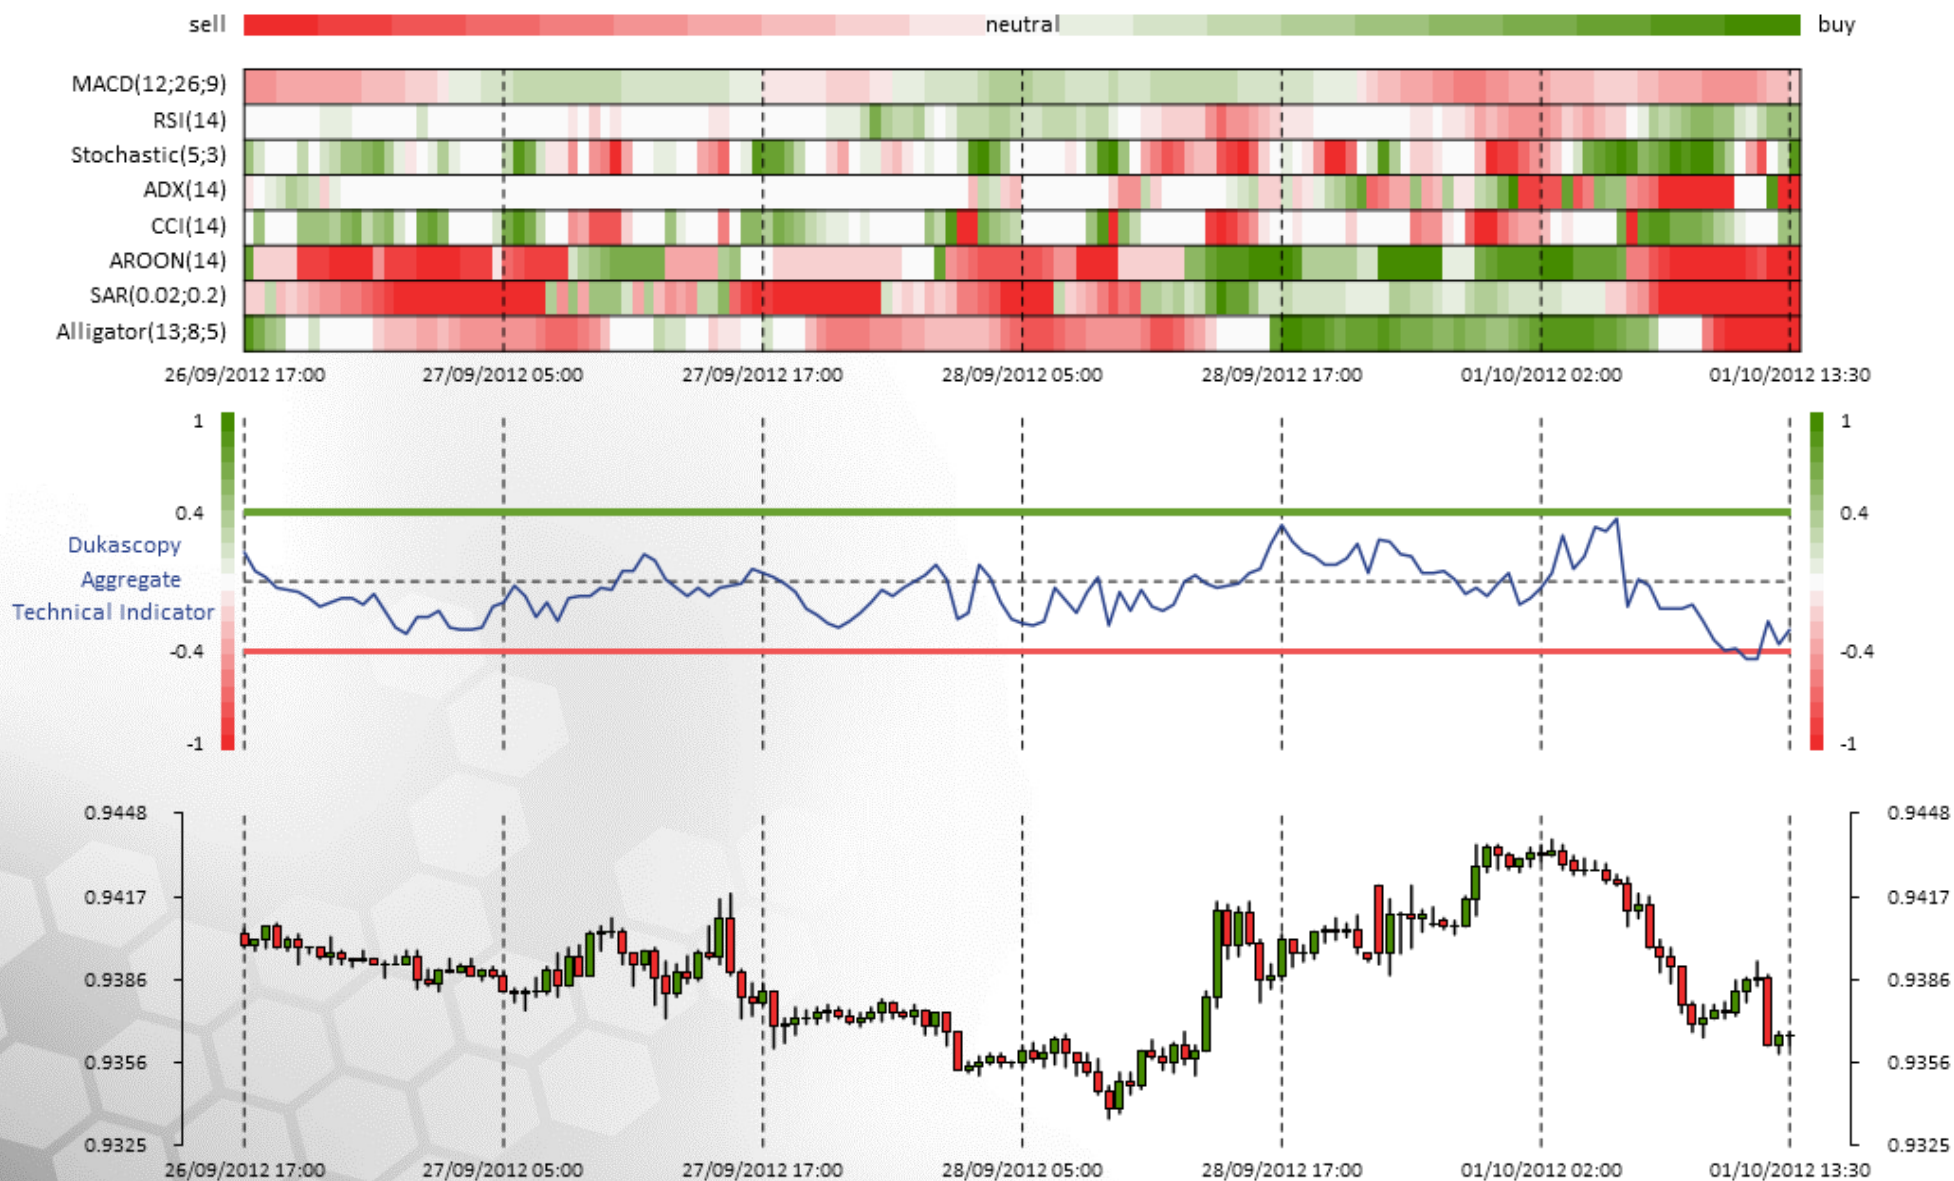 sell neutral buy
MACD(12;26;9)
RSI(14)
Stochastic(5;3)
ADX(14)
CCI(14)
AROON(14)
SAR(0.02;0.2)
Alligator(13;8;5)
26/09/2012 17:00 27/09/2012 05:00 27/09/2012 17:00 28/09/2012 05:00 28/09/2012 17:00 01/10/2012 02:00 01/10/2012 13:30
1 1
0.4 0.4
Dukascopy
Aggregate
Technical Indicator
-0.4 -0.4
-1 -1
0.9448 0.9448
0.9417 0.9417
0.9386 0.9386
0.9356 0.9356
0.9325 0.9325
26/09/2012 17:00 27/09/2012 05:00 27/09/2012 17:00 28/09/2012 05:00 28/09/2012 17:00 01/10/2012 02:00 01/10/2012 13:30